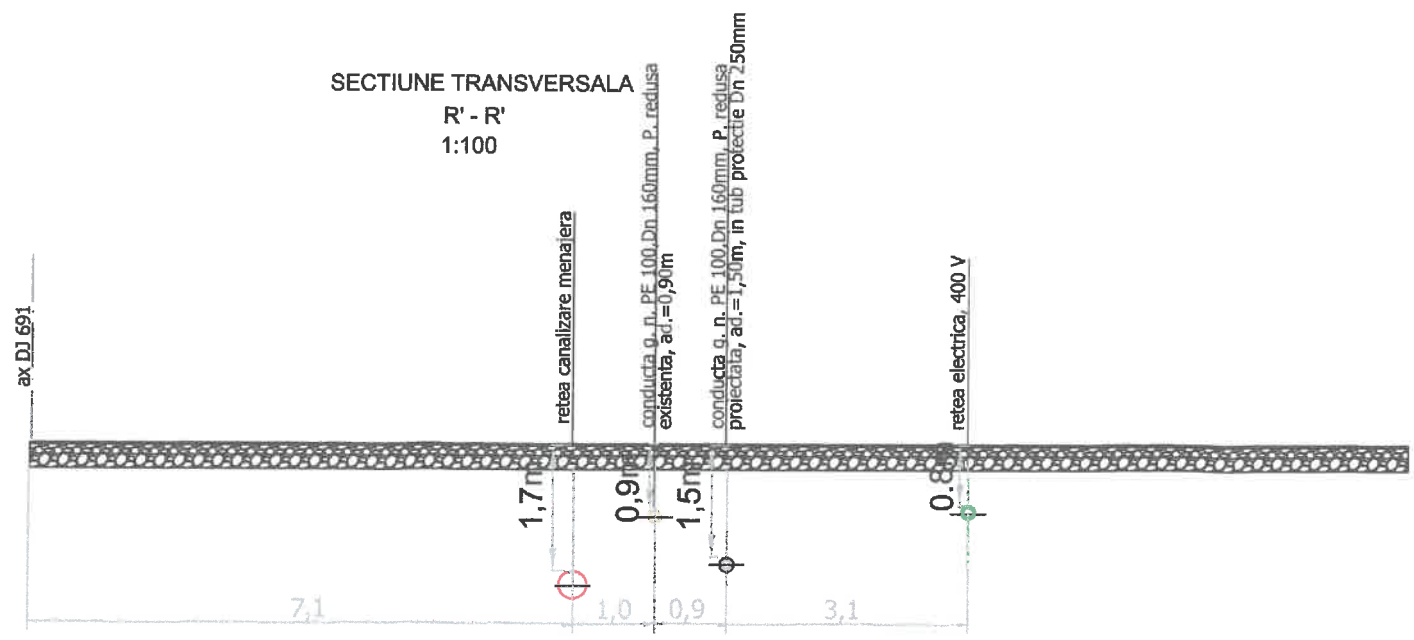 SECTIUNE TRANSVERSALA
R' - R'
1:100
ax DJ 691
retea canalizare menajera
conducta g. n. PE 100,Dn 160mm, P. redusa
existenta, ad.=0,90m
conducta g. n. PE 100,Dn 160mm, P. redusa
proiectata, ad.=1,50m, in tub protectie Dn 250mm
retea electrica, 400 V
1,7m
0,9m
1,5m
7,1
1,0
0,9
3,1